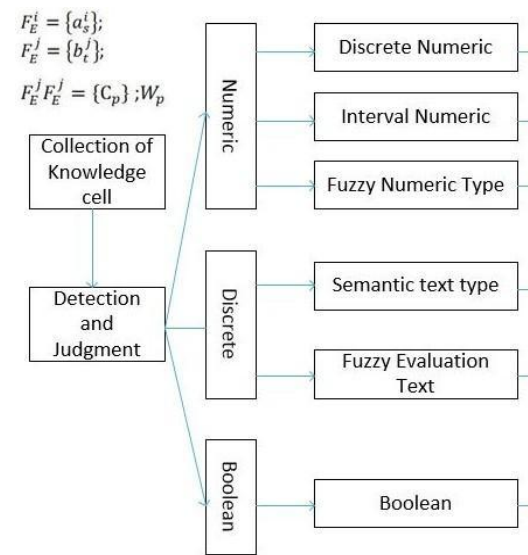 F_E^i = {a_s^i};
F_E^j = {b_t^j};
F_E^j F_E^j = {C_p} ;W_p
Collection of
Knowledge
cell
Detection
and
Judgment
Numeric
Discrete
Boolean
Discrete Numeric
Interval Numeric
Fuzzy Numeric Type
Semantic text type
Fuzzy Evaluation
Text
Boolean